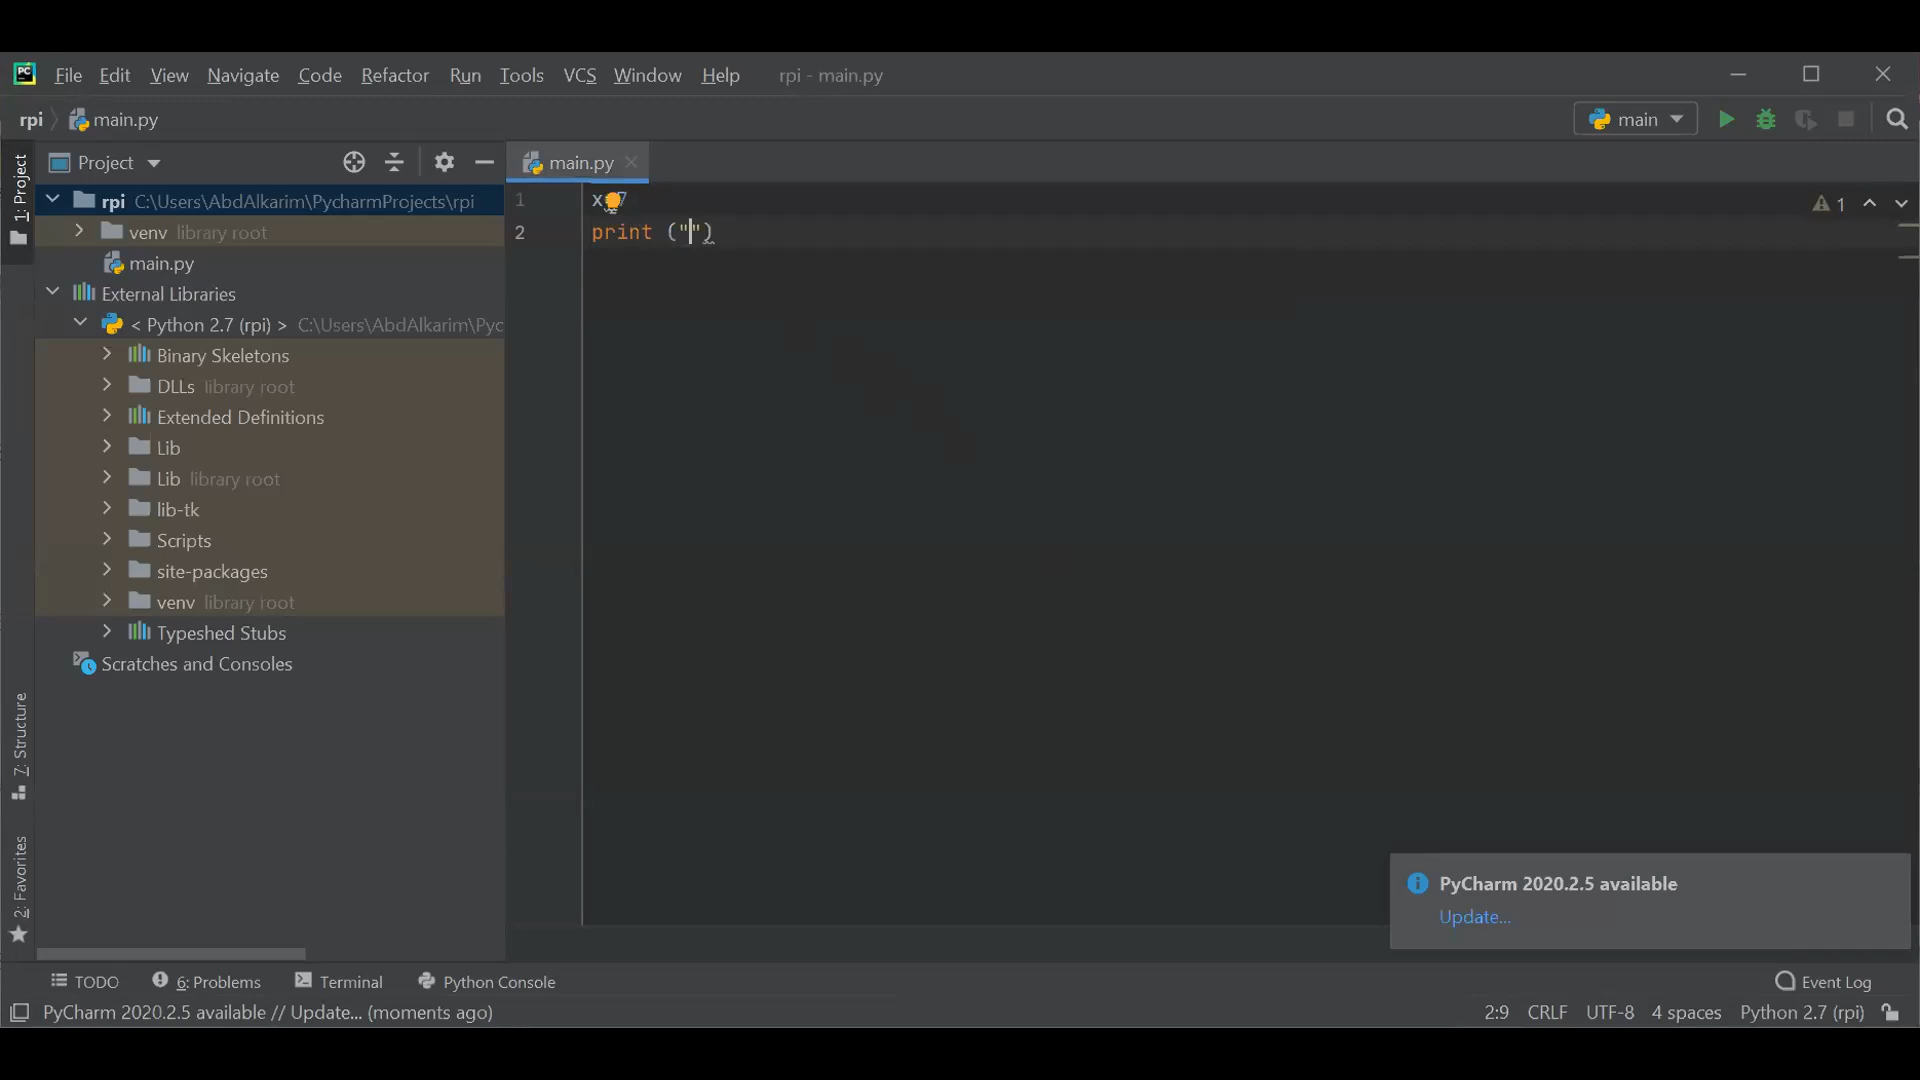 PC File Edit View Navigate Code Refactor Run Tools VCS Window Help rpi - main.py
rpi main.py main
1: Project
Project
main.py
rpi C:\Users\AbdAlkarim\PycharmProjects\rpi
venv library root
main.py
External Libraries
< Python 2.7 (rpi) > C:\Users\AbdAlkarim\Pyc
Binary Skeletons
DLLs library root
Extended Definitions
Lib
Lib library root
lib-tk
Scripts
site-packages
venv library root
Typeshed Stubs
Scratches and Consoles
1 x 7
2 print ("")
1
7: Structure
2: Favorites
PyCharm 2020.2.5 available
Update...
TODO 6: Problems Terminal Python Console Event Log
PyCharm 2020.2.5 available // Update... (moments ago) 2:9 CRLF UTF-8 4 spaces Python 2.7 (rpi)